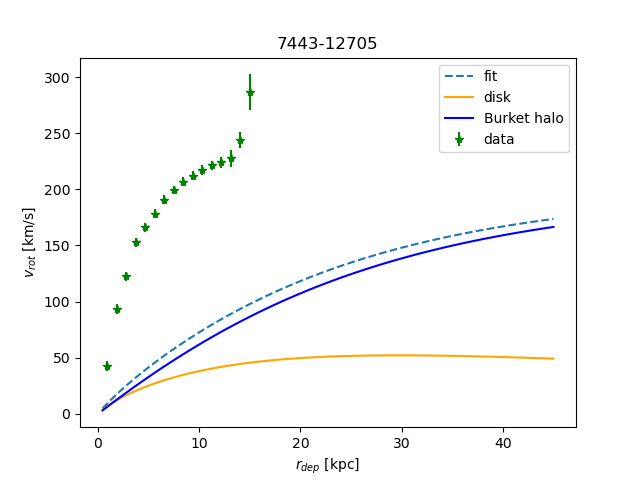 7443-12705
fit
disk
Burket halo
data
300
250
200
150
100
50
0
v_rot [km/s]
0 10 20 30 40
r_dep [kpc]